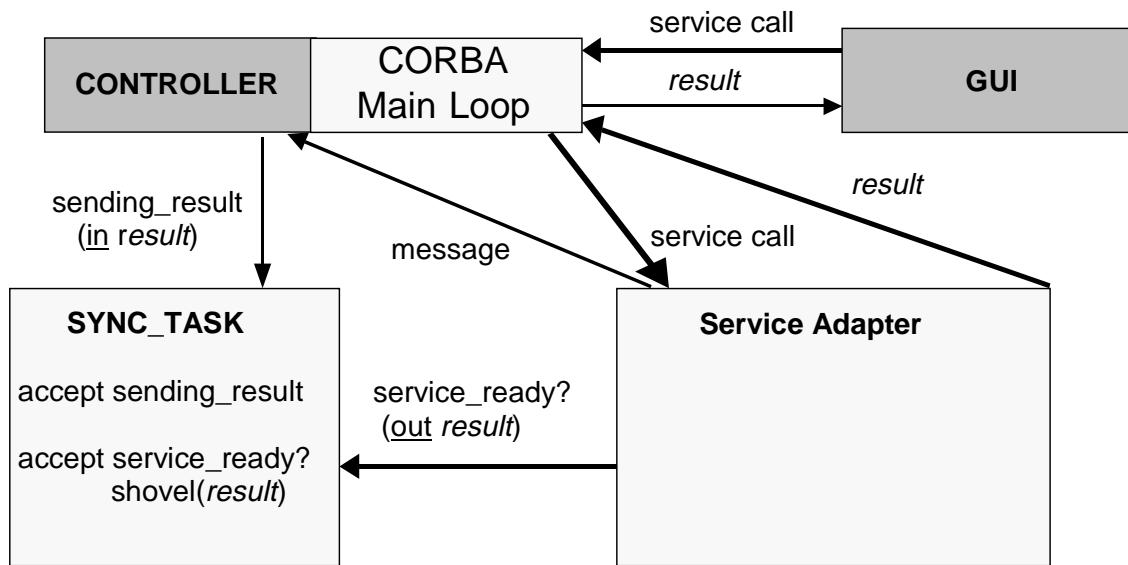 service call
CONTROLLER
CORBA
Main Loop
result
GUI
sending_result
(in result)
message
service call
result
SYNC_TASK
accept sending_result
accept service_ready?
shovel(result)
service_ready?
(out result)
Service Adapter